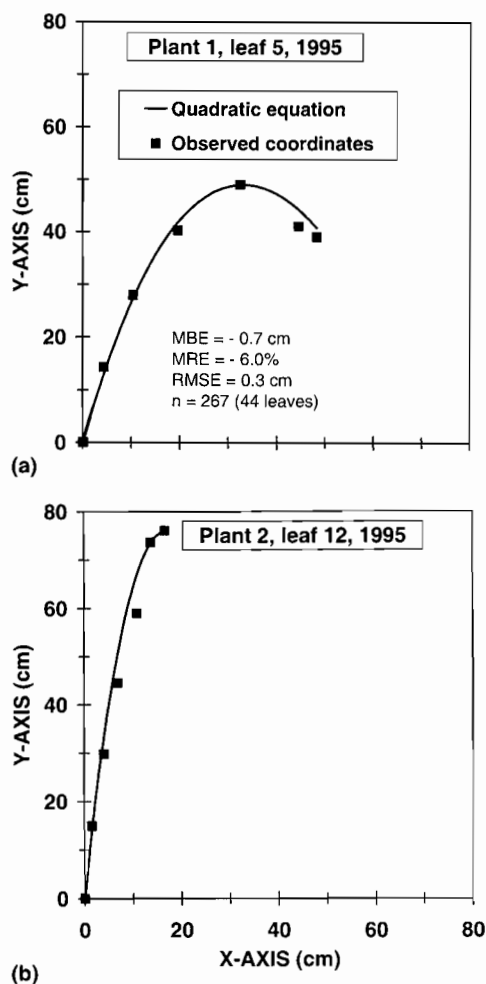 80
60
40
20
0
Y-AXIS (cm)
Plant 1, leaf 5, 1995
Quadratic equation
Observed coordinates
MBE = - 0.7 cm
MRE = - 6.0%
RMSE = 0.3 cm
n = 267 (44 leaves)
(a)
80
60
40
20
0
Y-AXIS (cm)
Plant 2, leaf 12, 1995
0 20 40 60 80
X-AXIS (cm)
(b)